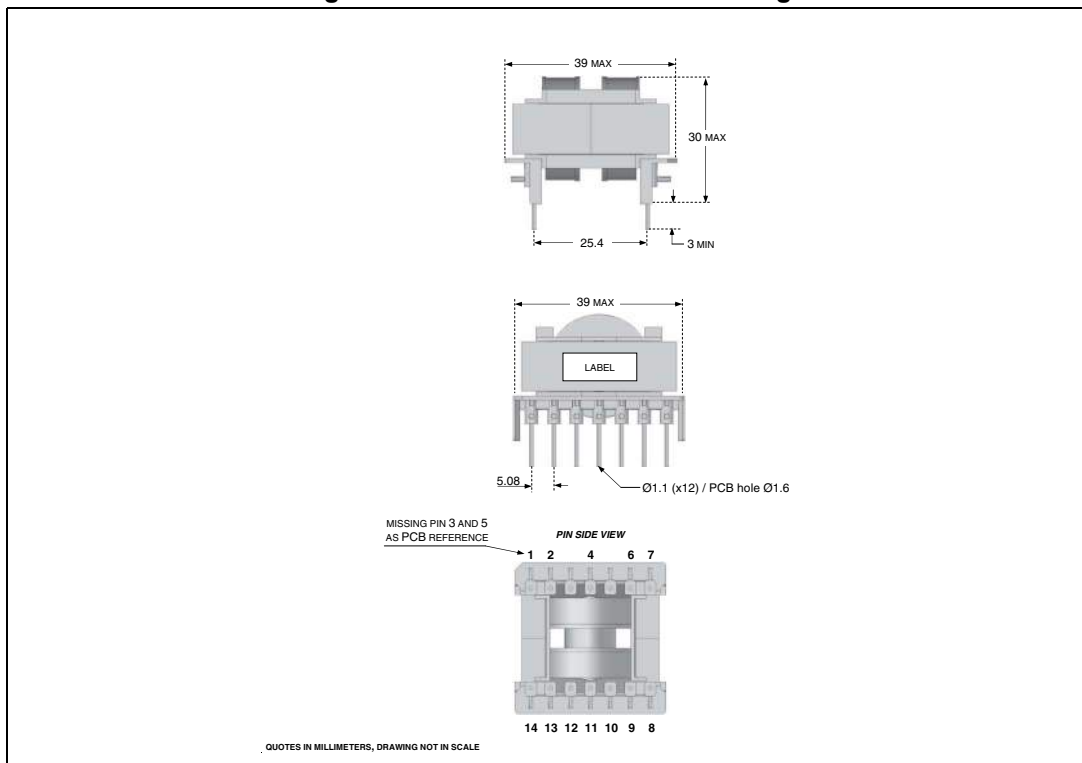 39 MAX
30 MAX
25.4
3 MIN
39 MAX
LABEL
5.08
Ø1.1 (x12) / PCB hole Ø1.6
MISSING PIN 3 AND 5
AS PCB REFERENCE
PIN SIDE VIEW
1 2 4 6 7
14 13 12 11 10 9 8
QUOTES IN MILLIMETERS, DRAWING NOT IN SCALE